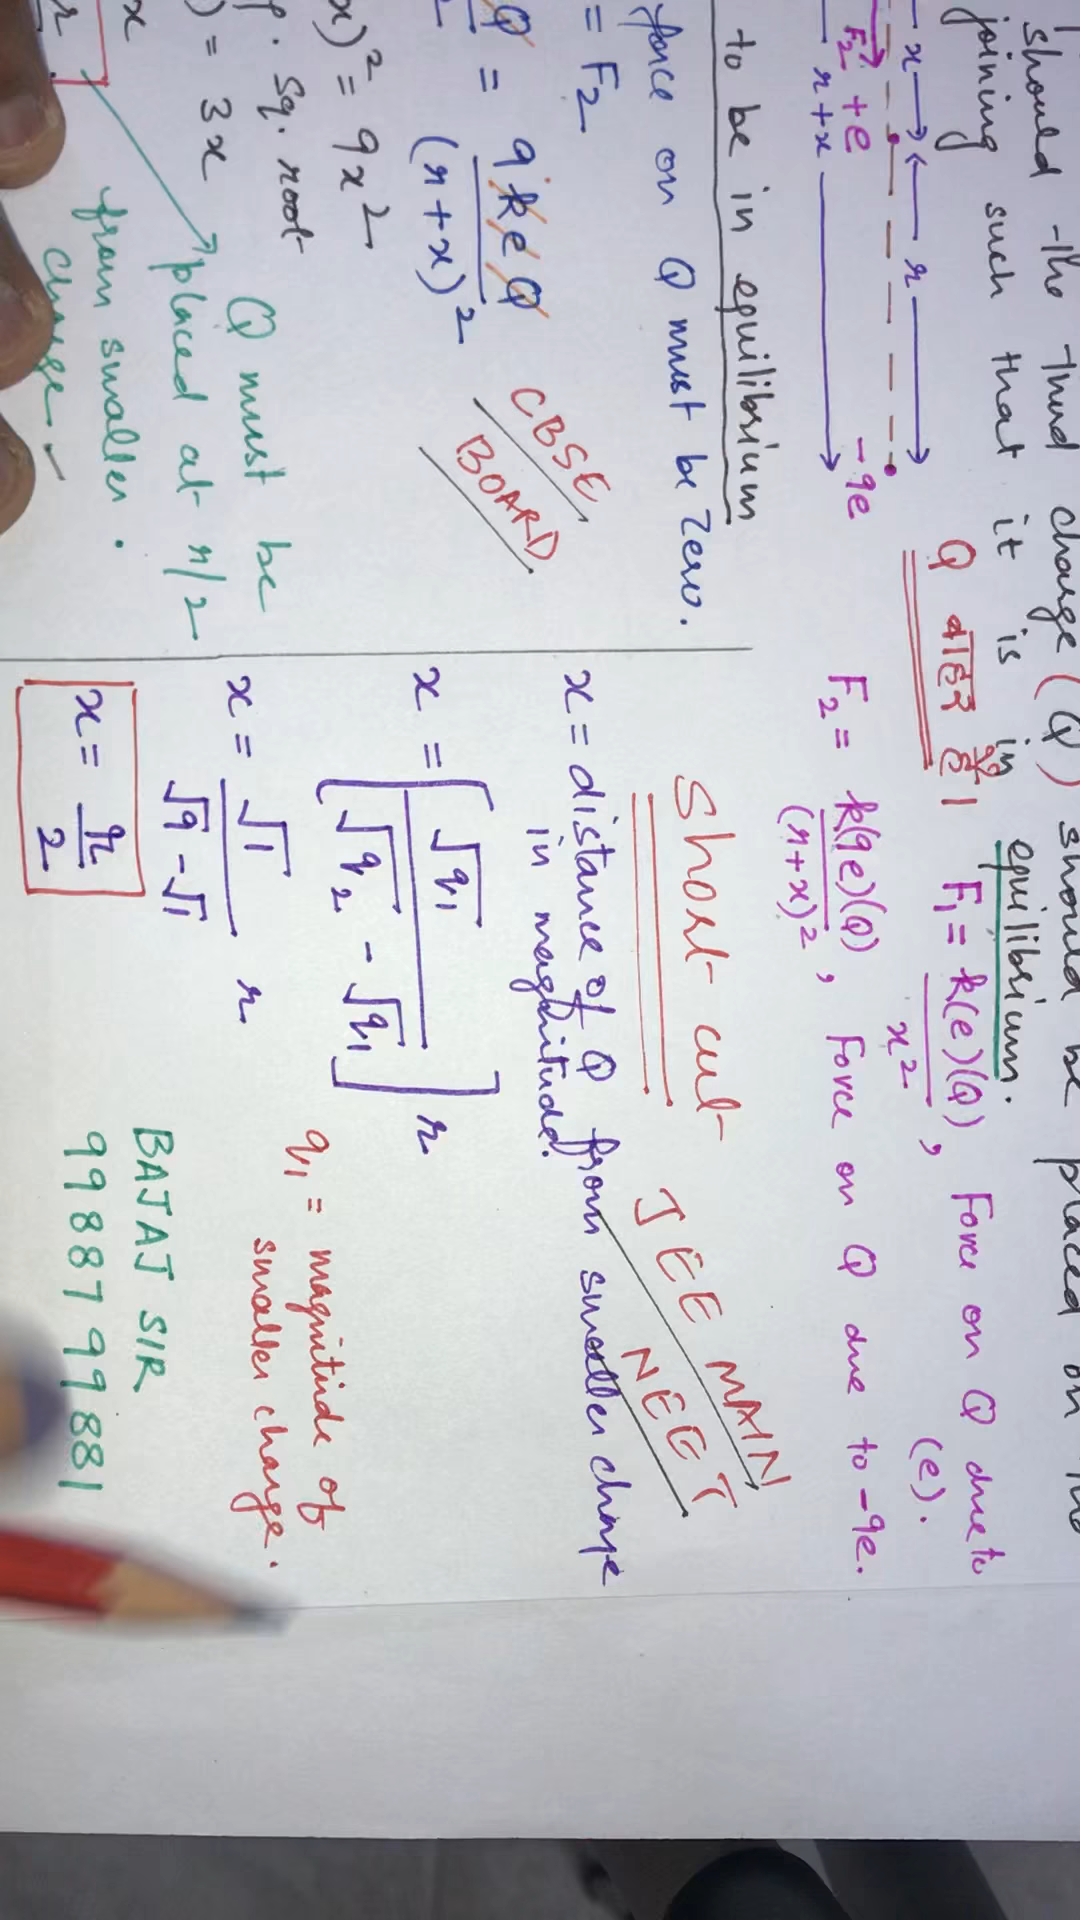 should the third charge (Q) should be placed on the
joining such that it is in equilibrium.
x r
F₂ +e -9e
r+x
Q बाहर है।
F₁ = k(e)(Q)/x², Force on Q due to (e).
F₂ = k(9e)(Q)/(r+x)², Force on Q due to -9e.
to be in equilibrium
force on Q must be zero.
= F₂
Q = 9keQ/(r+x)²
x)² = 9x²
Sq. root
) = 3x
x
r
CBSE
BOARD
Q must be
placed at r/2
from smaller
charge.
Short cut
JEE MAIN
NEET
x = distance of Q from smaller charge
in magnitude.
x = [√q₁/(√q₂ - √q₁)] r
q₁ = magnitude of
smaller charge.
x = √1/(√9 - √1) r
x = r/2
BAJAJ SIR
9988799881